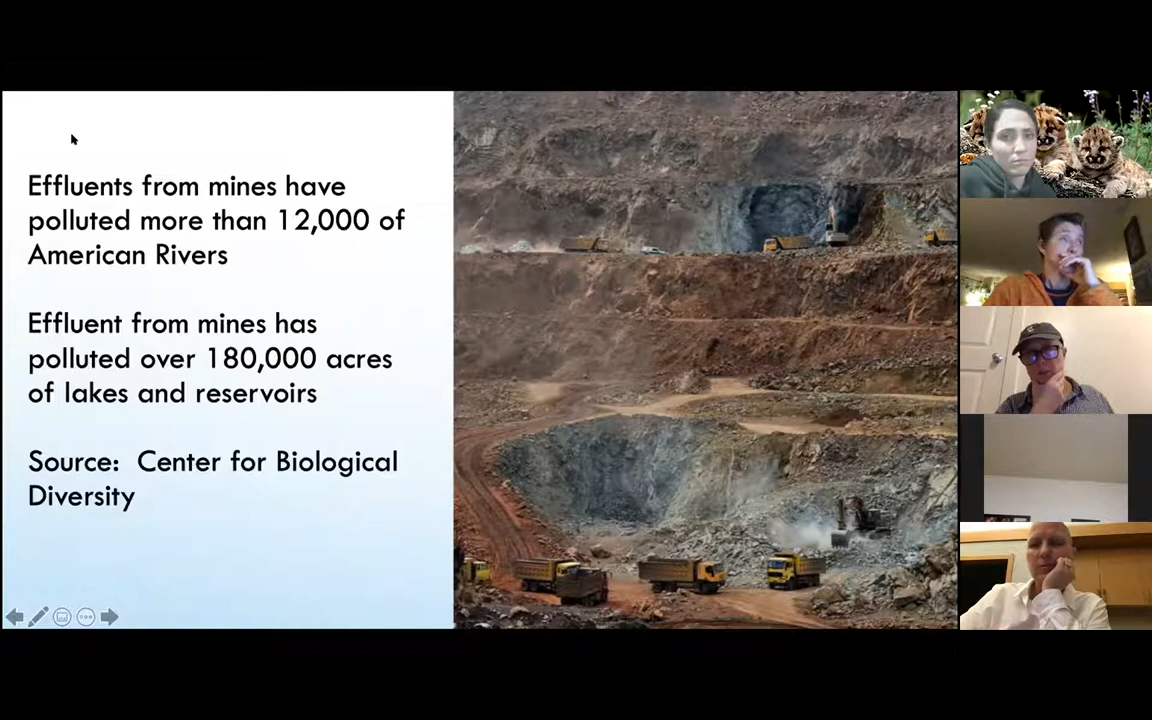 Effluents from mines have
polluted more than 12,000 of
American Rivers
Effluent from mines has
polluted over 180,000 acres
of lakes and reservoirs
Source: Center for Biological
Diversity